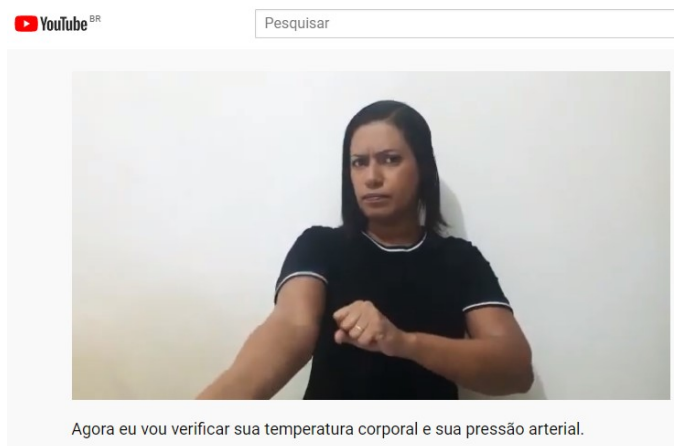 YouTube BR
Pesquisar
Agora eu vou verificar sua temperatura corporal e sua pressão arterial.